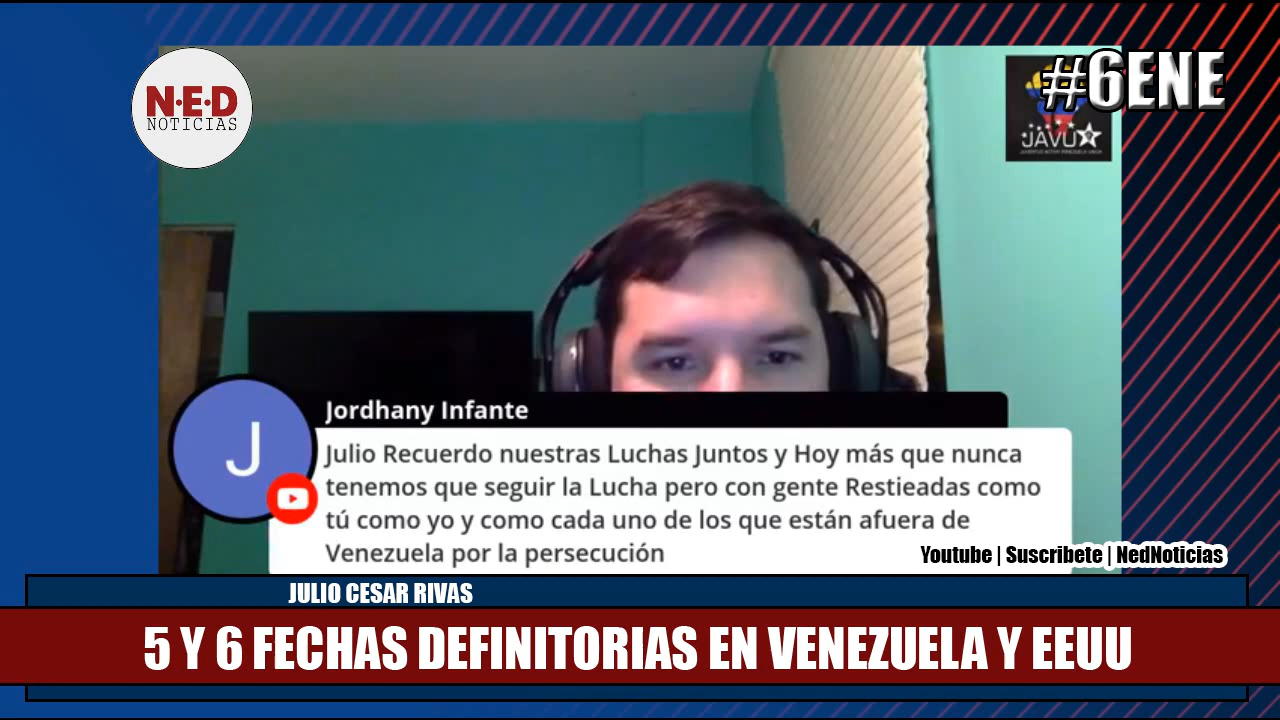 N·E·D
NOTICIAS
#6ENE
JAVU
Jordhany Infante
J
Julio Recuerdo nuestras Luchas Juntos y Hoy más que nunca
tenemos que seguir la Lucha pero con gente Restieadas como
tú como yo y como cada uno de los que están afuera de
Venezuela por la persecución
Youtube | Suscribete | NedNoticias
JULIO CESAR RIVAS
5 Y 6 FECHAS DEFINITORIAS EN VENEZUELA Y EEUU